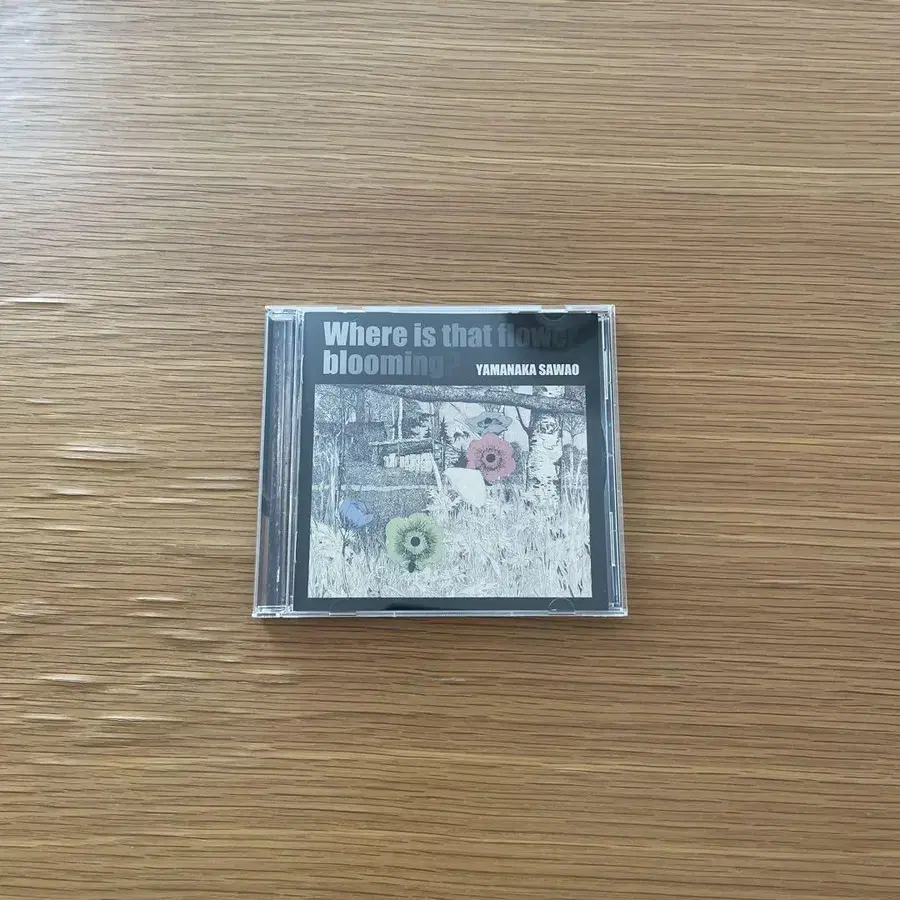 Where is that flower
blooming?
YAMANAKA SAWAO